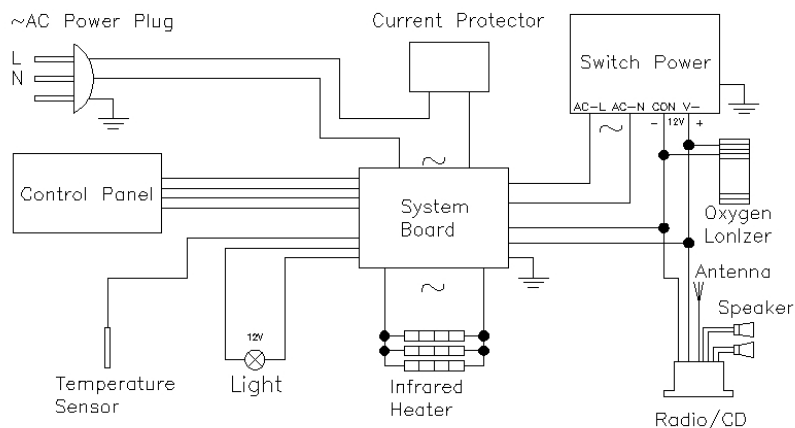 ~AC Power Plug
Current Protector
L
N
Switch Power
AC-L AC-N CON V-
- 12V +
~
~
Control Panel
System
Board
Oxygen
LonIzer
~
Antenna
Speaker
12V
Light
Temperature
Sensor
Infrared
Heater
Radio/CD